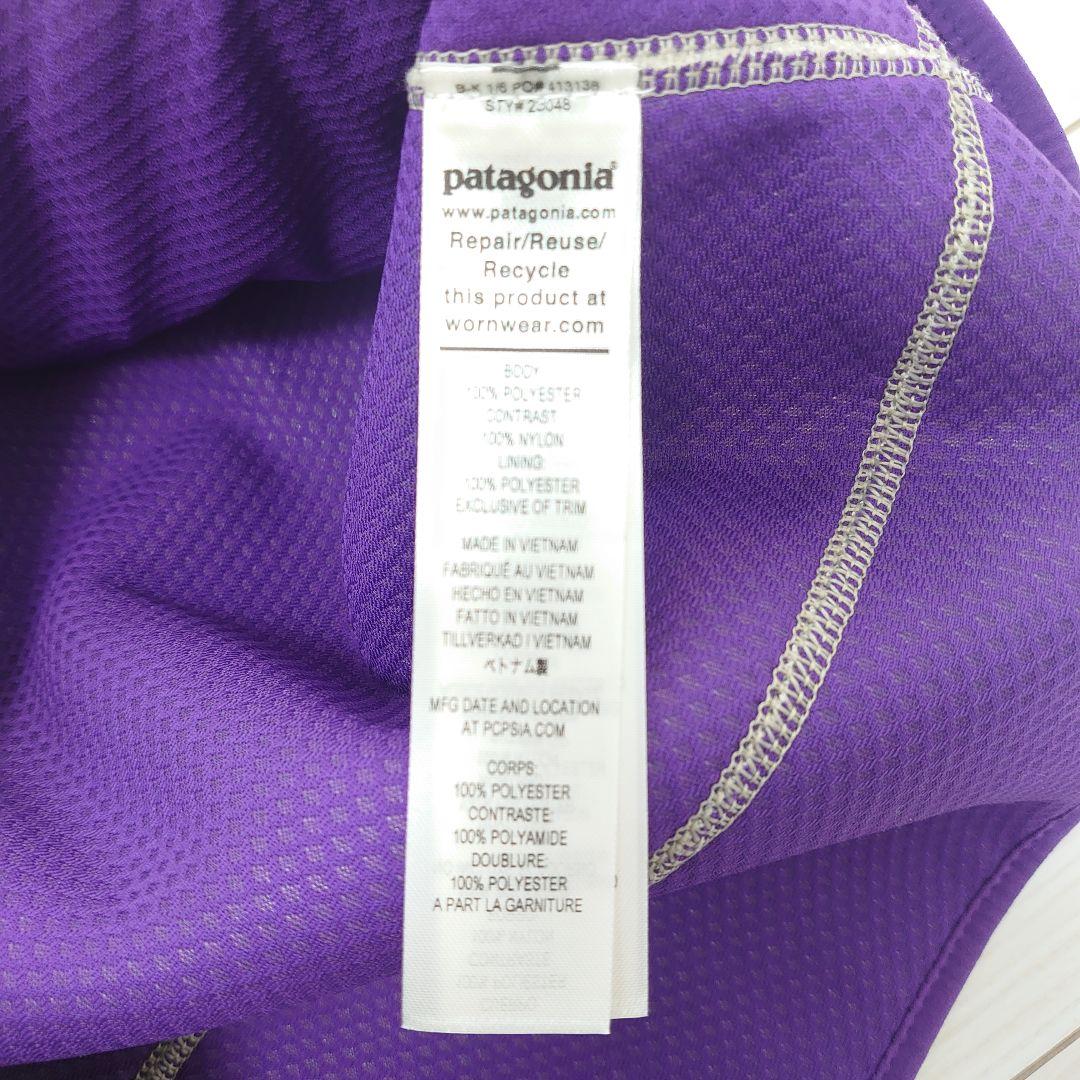 B-K 1/6 PO# 413138
STY# 23048
patagonia®
www.patagonia.com
Repair/Reuse/
Recycle
this product at
wornwear.com
BODY:
100% POLYESTER
CONTRAST
100% NYLON
LINING:
100% POLYESTER
EXCLUSIVE OF TRIM
MADE IN VIETNAM
FABRIQUÉ AU VIETNAM
HECHO EN VIETNAM
FATTO IN VIETNAM
TILLVERKAD I VIETNAM
ベトナム製
MFG DATE AND LOCATION
AT PCPSIA.COM
CORPS:
100% POLYESTER
CONTRASTE:
100% POLYAMIDE
DOUBLURE:
100% POLYESTER
A PART LA GARNITURE